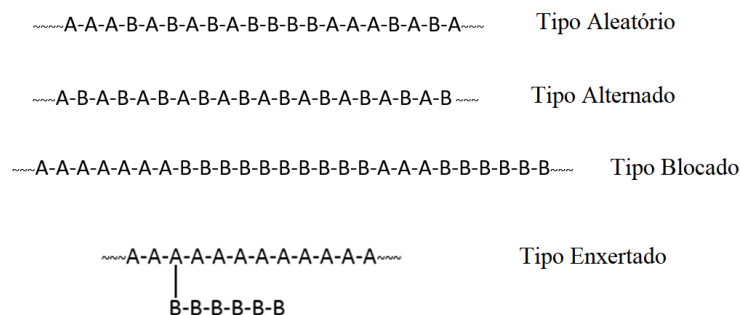 ~~~~A-A-A-B-A-B-A-B-A-B-B-B-B-A-A-A-B-A-B-A~~~ Tipo Aleatório
~~~A-B-A-B-A-B-A-B-A-B-A-B-A-B-A-B-A-B-A-B~~~ Tipo Alternado
~~~A-A-A-A-A-A-A-B-B-B-B-B-B-B-B-B-B-A-A-A-B-B-B-B-B-B~~~ Tipo Blocado
~~~A-A-A-A-A-A-A-A-A-A-A-A~~~ Tipo Enxertado
B-B-B-B-B-B